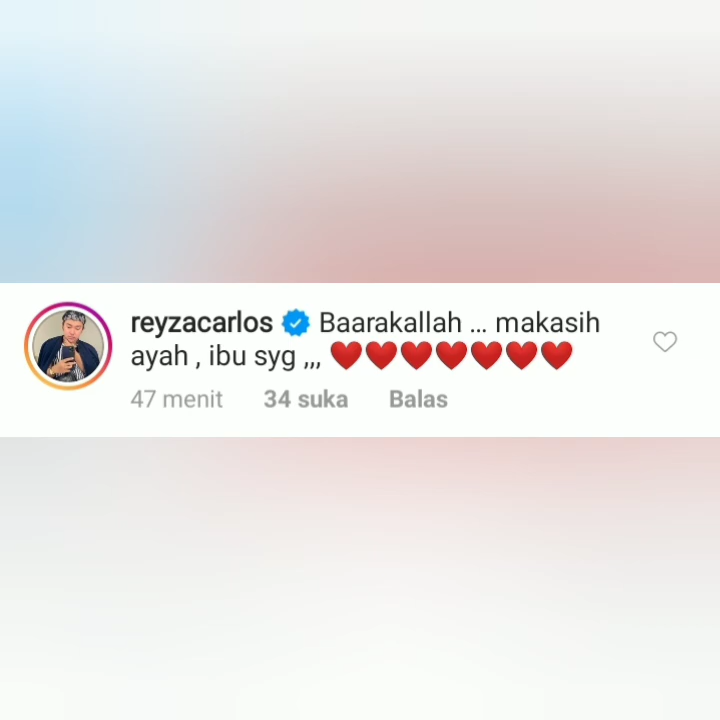 reyzacarlos Baarakallah ... makasih
ayah , ibu syg ,,, ❤️❤️❤️❤️❤️❤️❤️
47 menit 34 suka Balas